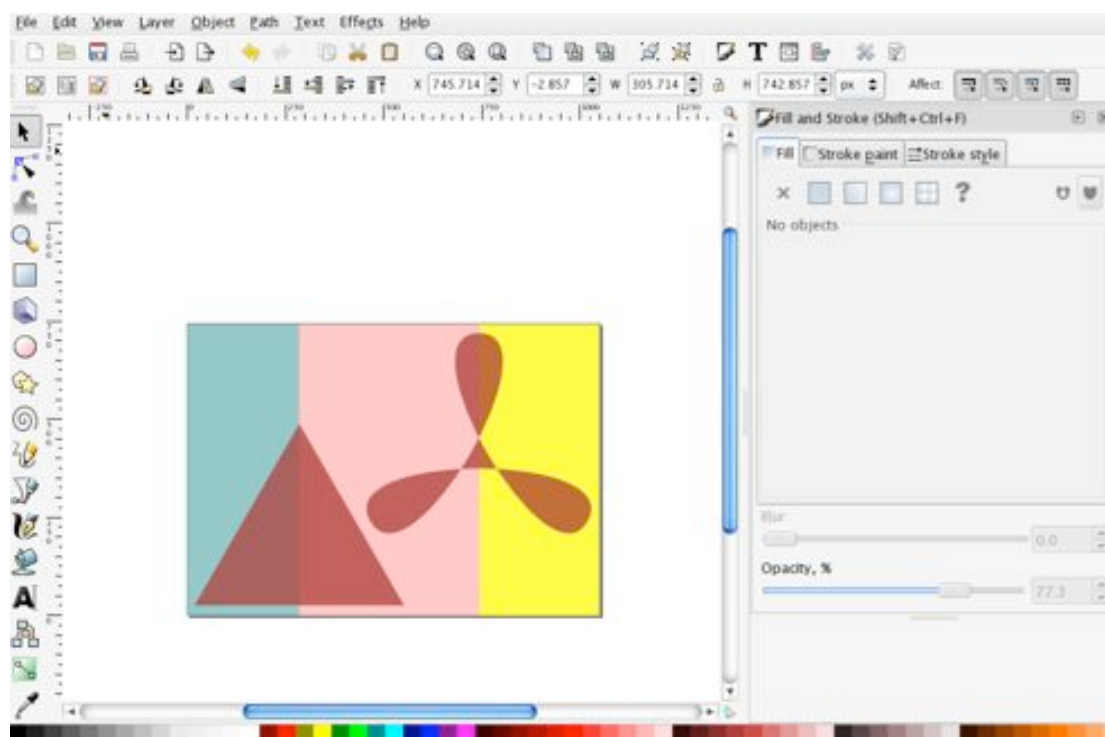 File Edit View Layer Object Path Text Effects Help
X 745.714 Y -2.857 W 305.714 H 742.857 px Affect:
Fill and Stroke (Shift+Ctrl+F)
Fill Stroke paint Stroke style
?
No objects
Blur
0.0
Opacity, %
77.3